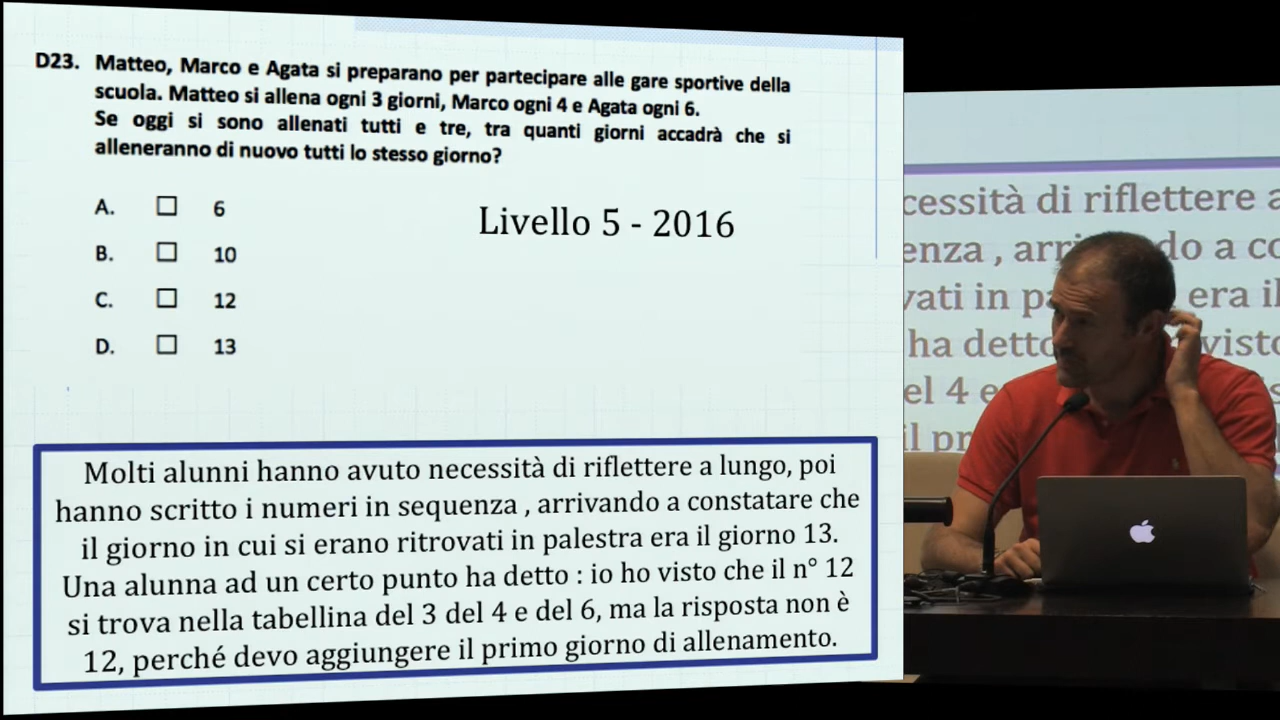 D23. Matteo, Marco e Agata si preparano per partecipare alle gare sportive della
scuola. Matteo si allena ogni 3 giorni, Marco ogni 4 e Agata ogni 6.
Se oggi si sono allenati tutti e tre, tra quanti giorni accadrà che si
alleneranno di nuovo tutti lo stesso giorno?
A. 6
B. 10
C. 12
D. 13
Livello 5 - 2016
Molti alunni hanno avuto necessità di riflettere a lungo, poi
hanno scritto i numeri in sequenza , arrivando a constatare che
il giorno in cui si erano ritrovati in palestra era il giorno 13.
Una alunna ad un certo punto ha detto : io ho visto che il n° 12
si trova nella tabellina del 3 del 4 e del 6, ma la risposta non è
12, perché devo aggiungere il primo giorno di allenamento.
cessità di riflettere a
enza , arr do a co
vati in pa era il
ha detto visto
el 4 e
il pr